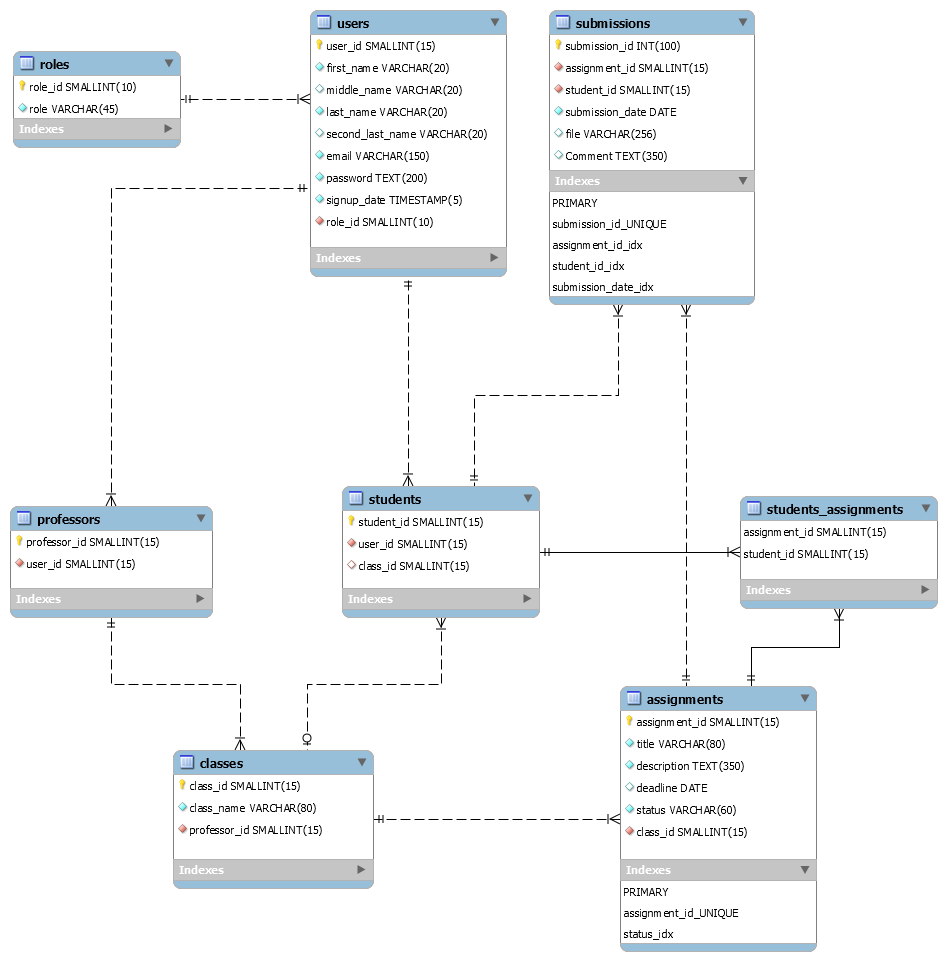 roles
role_id SMALLINT(10)
role VARCHAR(45)
Indexes
users
user_id SMALLINT(15)
first_name VARCHAR(20)
middle_name VARCHAR(20)
last_name VARCHAR(20)
second_last_name VARCHAR(20)
email VARCHAR(150)
password TEXT(200)
signup_date TIMESTAMP(5)
role_id SMALLINT(10)
Indexes
submissions
submission_id INT(100)
assignment_id SMALLINT(15)
student_id SMALLINT(15)
submission_date DATE
file VARCHAR(256)
Comment TEXT(350)
Indexes
PRIMARY
submission_id_UNIQUE
assignment_id_idx
student_id_idx
submission_date_idx
professors
professor_id SMALLINT(15)
user_id SMALLINT(15)
Indexes
students
student_id SMALLINT(15)
user_id SMALLINT(15)
class_id SMALLINT(15)
Indexes
students_assignments
assignment_id SMALLINT(15)
student_id SMALLINT(15)
Indexes
classes
class_id SMALLINT(15)
class_name VARCHAR(80)
professor_id SMALLINT(15)
Indexes
assignments
assignment_id SMALLINT(15)
title VARCHAR(80)
description TEXT(350)
deadline DATE
status VARCHAR(60)
class_id SMALLINT(15)
Indexes
PRIMARY
assignment_id_UNIQUE
status_idx